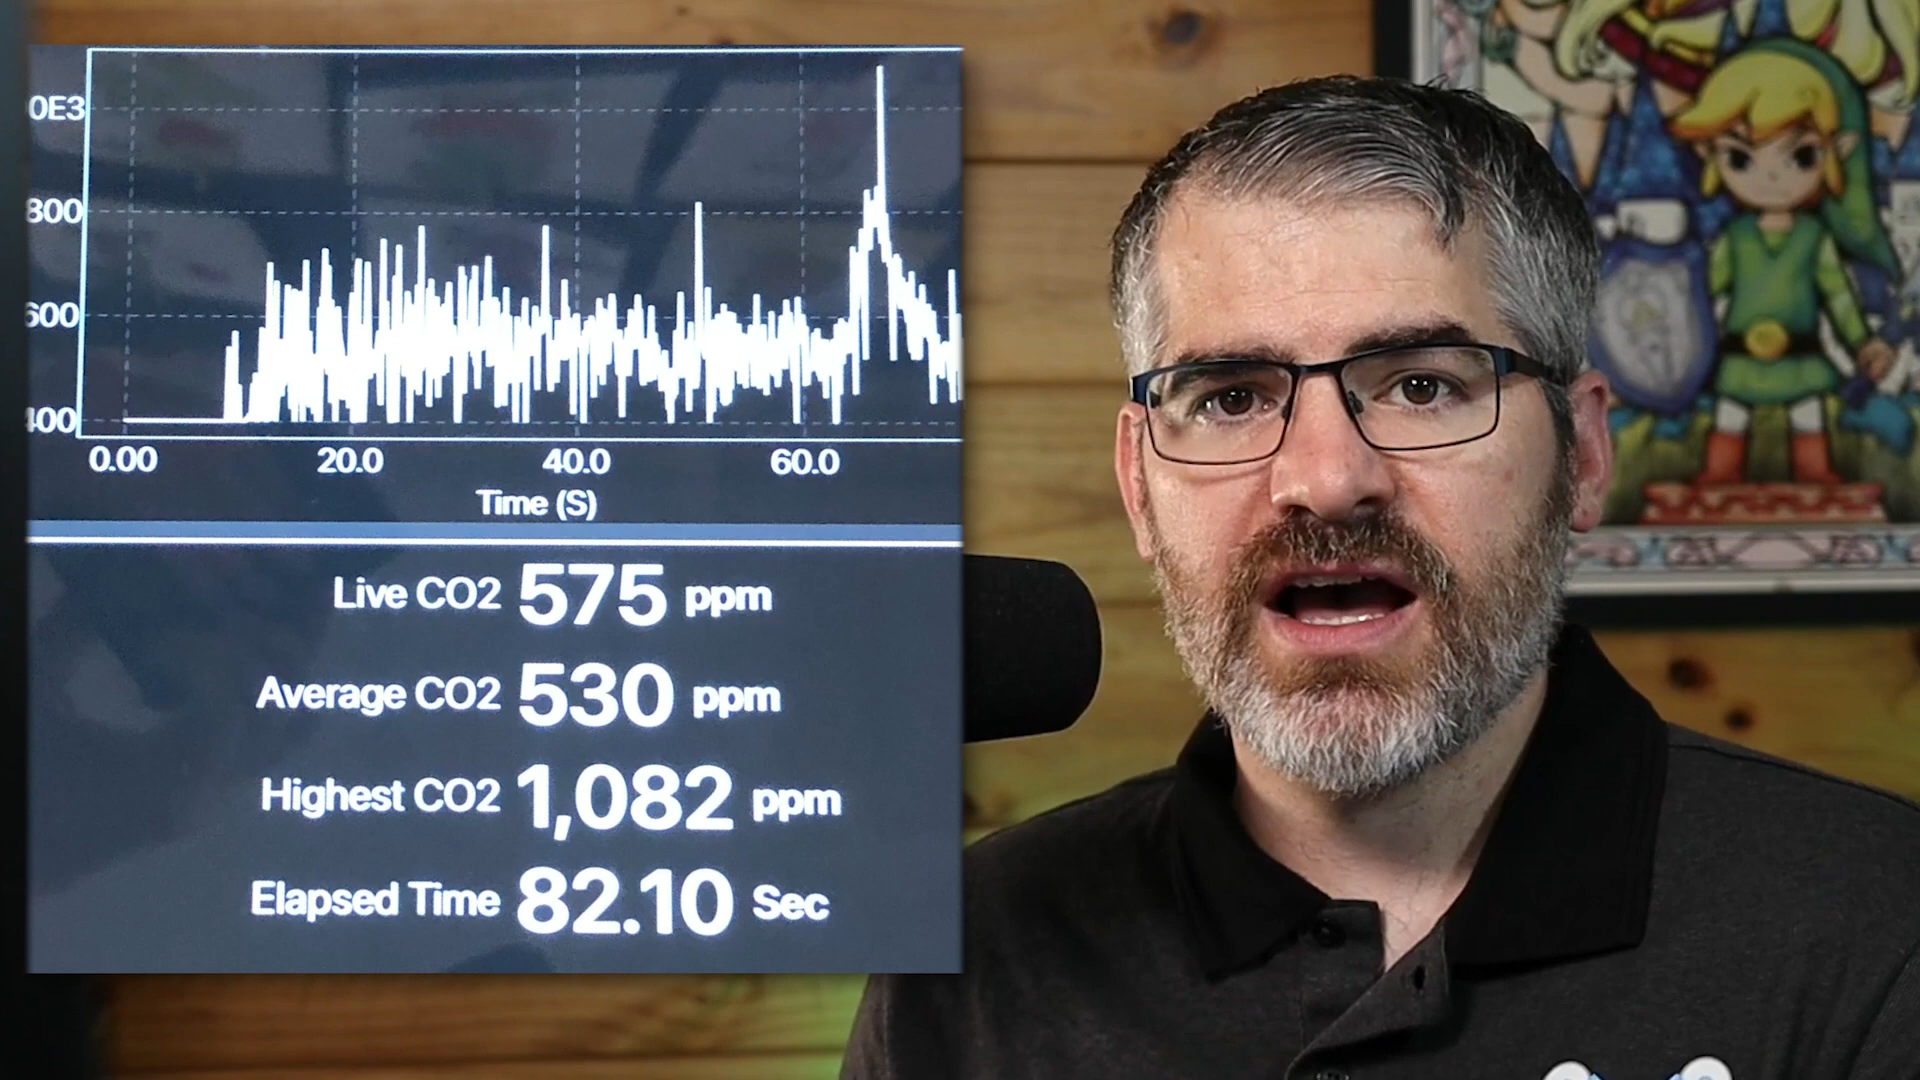 0E3
800
600
400
0.00 20.0 40.0 60.0
Time (S)
Live CO2 575 ppm
Average CO2 530 ppm
Highest CO2 1,082 ppm
Elapsed Time 82.10 Sec